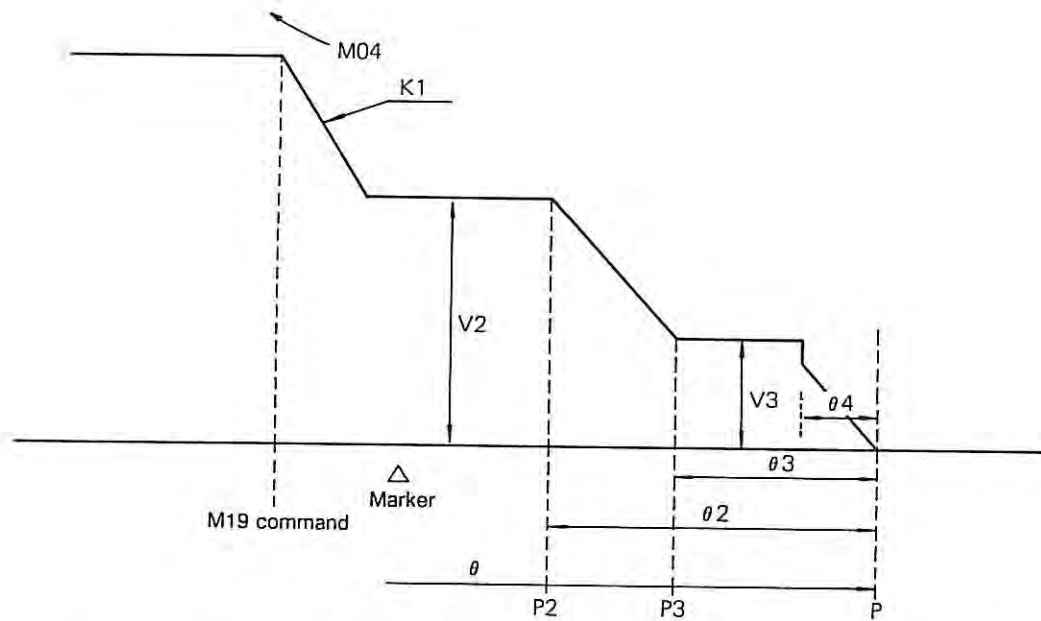 M04
K1
V2
V3
θ4
θ3
Marker
M19 command
θ2
θ
P2
P3
P